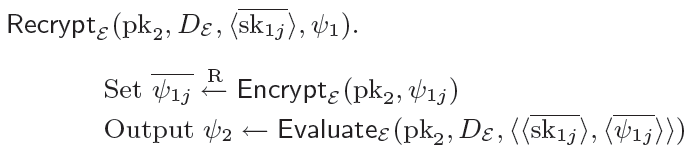 Recrypt_ℰ(pk₂, D_ℰ, ⟨\overline{sk_{1j}}⟩, ψ₁).
Set \overline{ψ_{1j}} \overset{R}{←} Encrypt_ℰ(pk₂, ψ_{1j})
Output ψ₂ ← Evaluate_ℰ(pk₂, D_ℰ, ⟨⟨\overline{sk_{1j}}⟩, ⟨\overline{ψ_{1j}}⟩⟩)